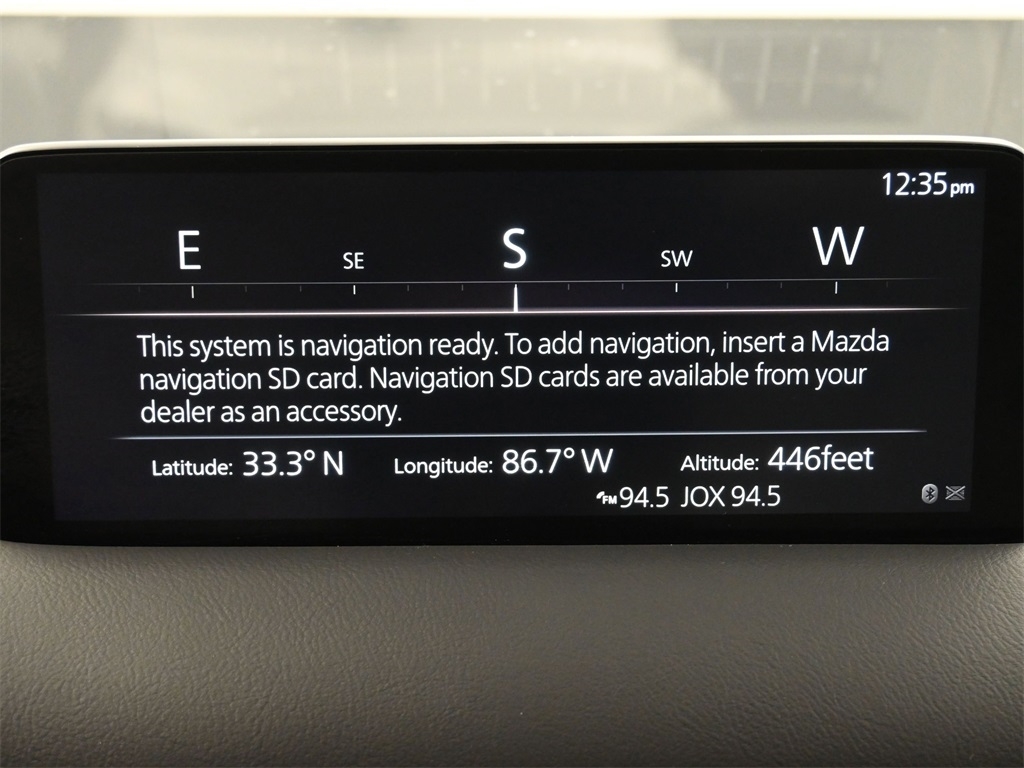 12:35pm
E SE S SW W
This system is navigation ready. To add navigation, insert a Mazda
navigation SD card. Navigation SD cards are available from your
dealer as an accessory.
Latitude: 33.3° N Longitude: 86.7° W Altitude: 446feet
FM 94.5 JOX 94.5